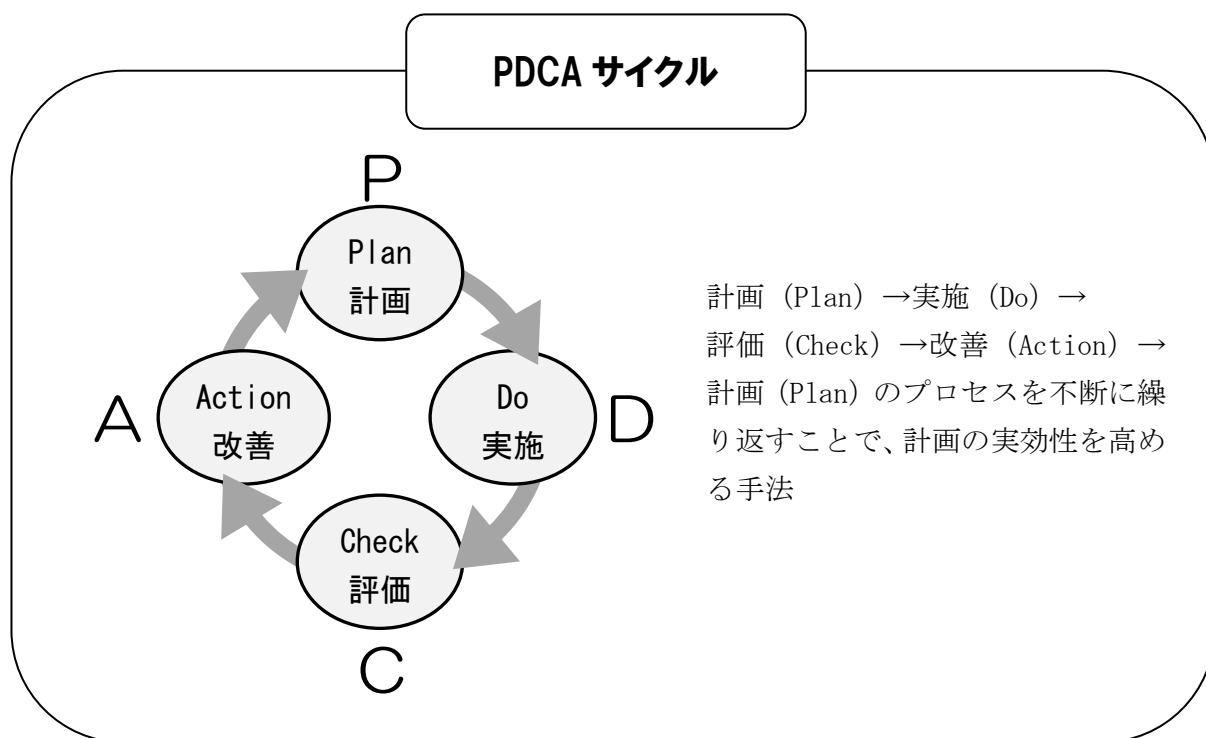 PDCA サイクル
P
Plan
計画
A
Action
改善
Do
実施
D
Check
評価
C
計画（Plan）→実施（Do）→
評価（Check）→改善（Action）→
計画（Plan）のプロセスを不断に繰
り返すことで、計画の実効性を高め
る手法